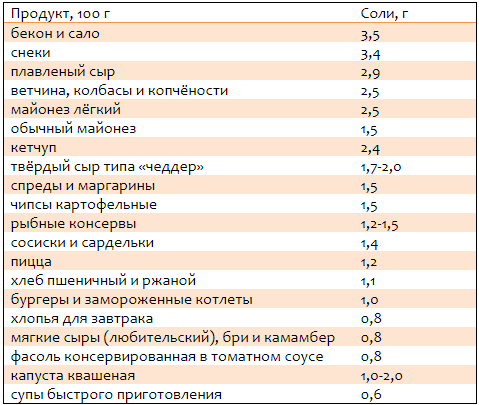 Продукт, 100 г Соли, г
бекон и сало 3,5
снеки 3,4
плавленый сыр 2,9
ветчина, колбасы и копчёности 2,5
майонез лёгкий 2,5
обычный майонез 1,5
кетчуп 2,4
твёрдый сыр типа «чеддер» 1,7-2,0
спреды и маргарины 1,5
чипсы картофельные 1,5
рыбные консервы 1,2-1,5
сосиски и сардельки 1,4
пицца 1,2
хлеб пшеничный и ржаной 1,1
бургеры и замороженные котлеты 1,0
хлопья для завтрака 0,8
мягкие сыры (любительский), бри и камамбер 0,8
фасоль консервированная в томатном соусе 0,8
капуста квашеная 1,0-2,0
супы быстрого приготовления 0,6